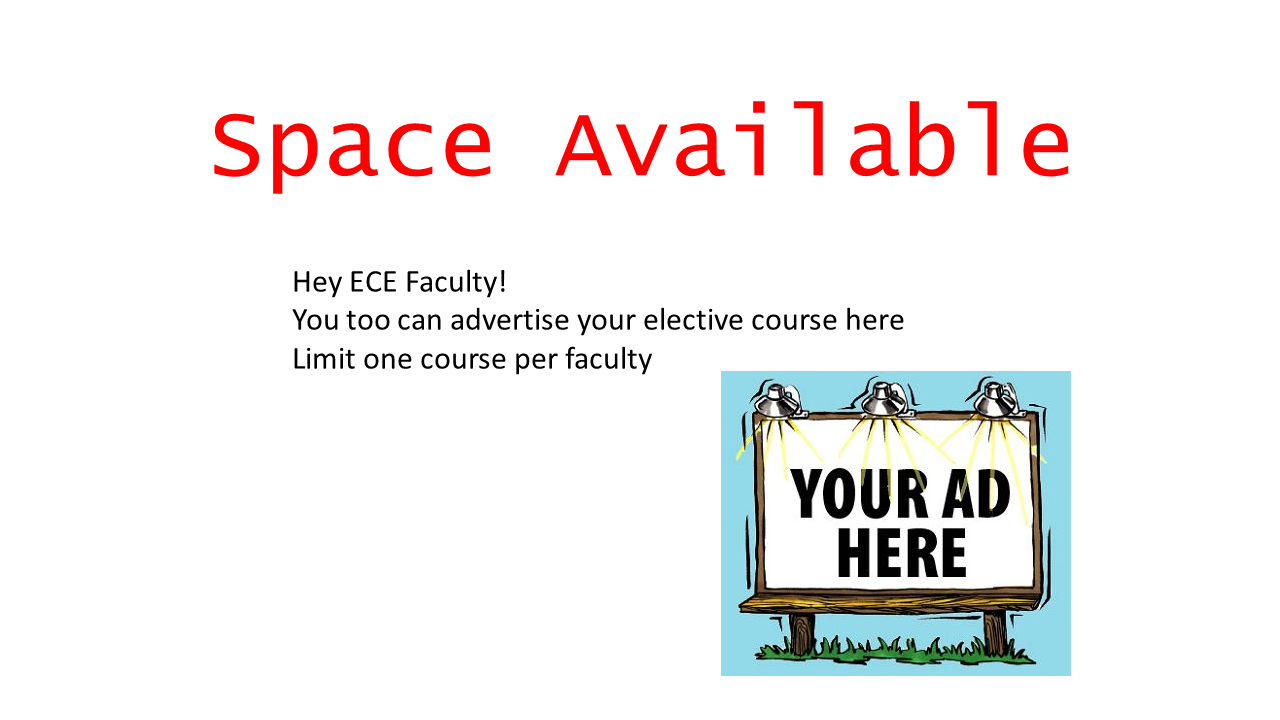 Space Available
Hey ECE Faculty!
You too can advertise your elective course here
Limit one course per faculty
YOUR AD
HERE